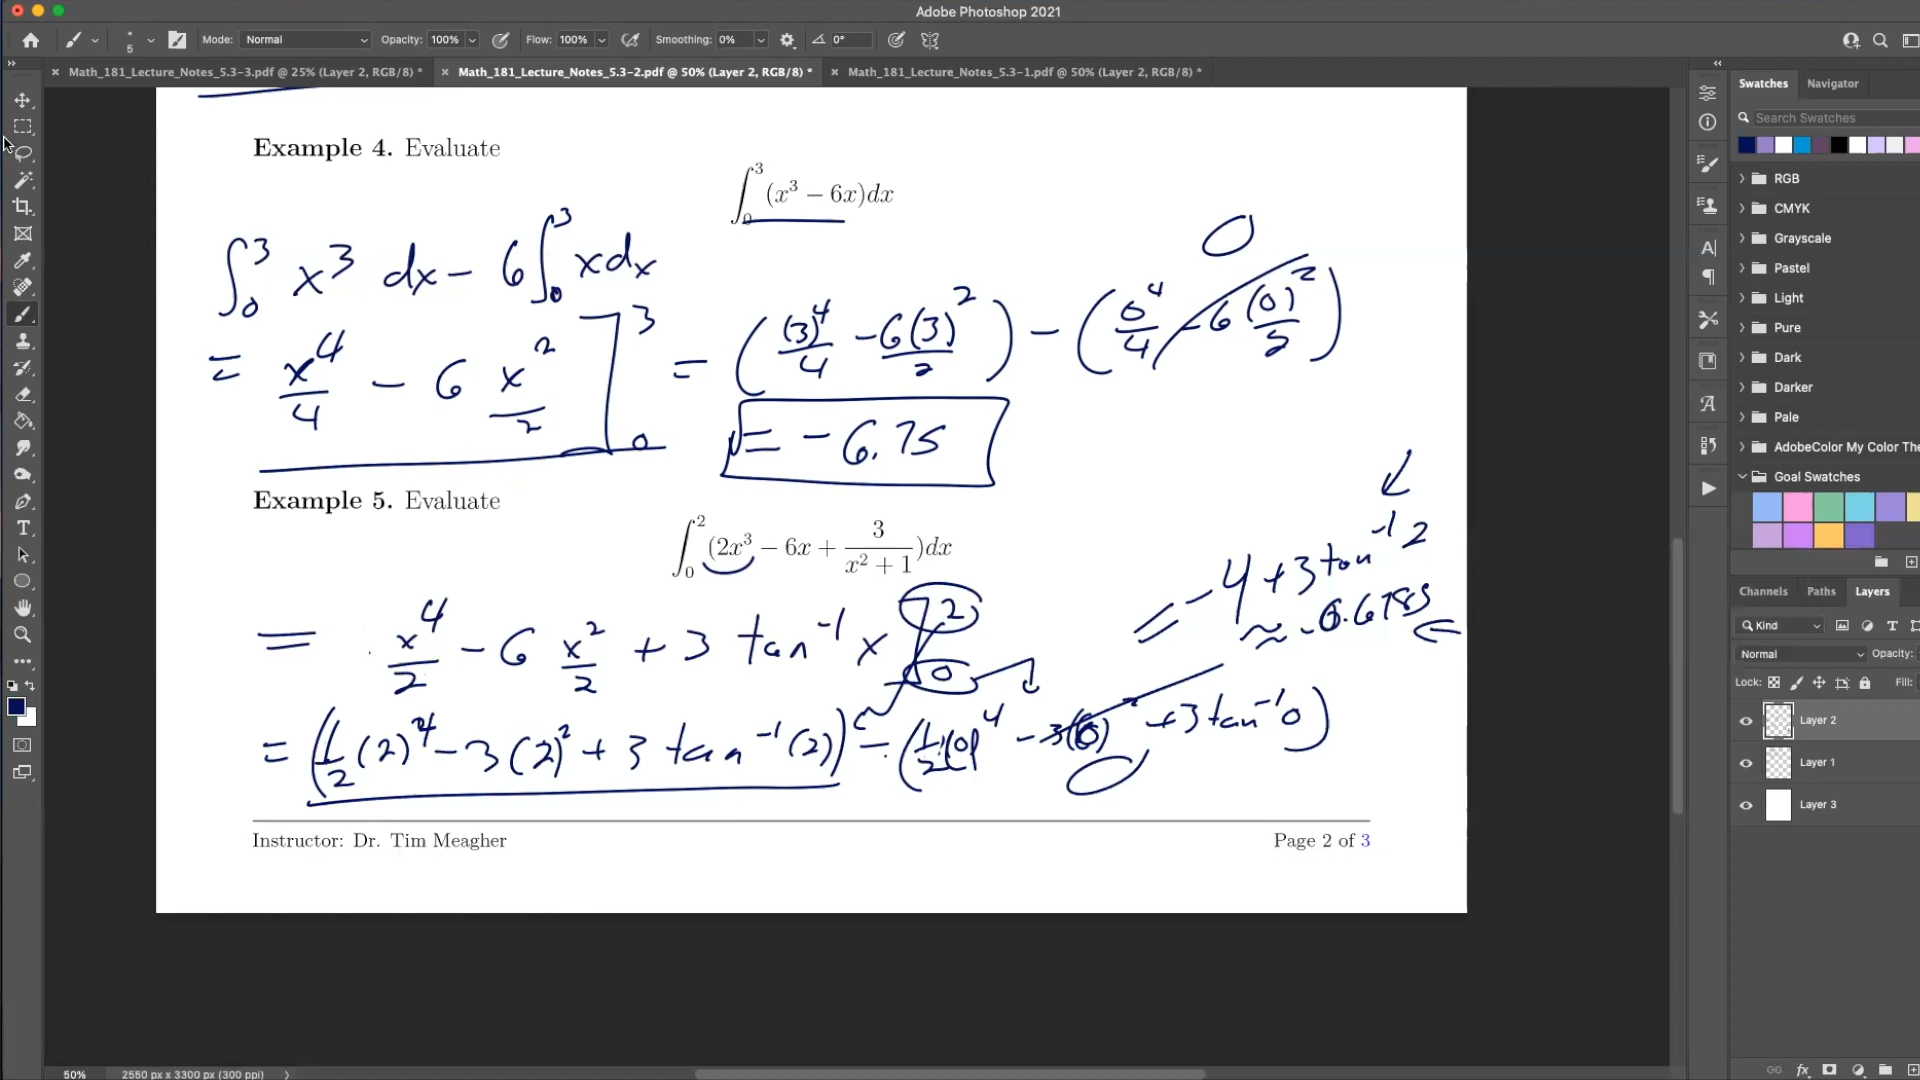 Adobe Photoshop 2021
5 Mode: Normal Opacity: 100% Flow: 100% Smoothing: 0% 0°
Math_181_Lecture_Notes_5.3-3.pdf @ 25% (Layer 2, RGB/8) *
Math_181_Lecture_Notes_5.3-2.pdf @ 50% (Layer 2, RGB/8) *
Math_181_Lecture_Notes_5.3-1.pdf @ 50% (Layer 2, RGB/8) *
Example 4. Evaluate
∫₀³ (x³ − 6x)dx
∫₀³ x³ dx − 6 ∫₀³ x dx
= x⁴/4 − 6 x²/2 ]₀³ = ((3)⁴/4 − 6(3)²/2) − (0⁴/4 − 6(0)²/2) 0
= −6.75
Example 5. Evaluate
∫₀² (2x³ − 6x + 3/(x² + 1))dx
= x⁴/2 − 6 x²/2 + 3 tan⁻¹ x ]₀²
= −4 + 3 tan⁻¹ 2
= (1/2 (2)⁴ − 3(2)² + 3 tan⁻¹(2)) − (1/2 (0)⁴ − 3(0)² + 3 tan⁻¹ 0) 0
Instructor: Dr. Tim Meagher
Page 2 of 3
50% 2550 px x 3300 px (300 ppi)
Swatches Navigator
Search Swatches
RGB
CMYK
Grayscale
Pastel
Light
Pure
Dark
Darker
Pale
AdobeColor My Color The
Goal Swatches
Channels Paths Layers
Kind
Normal Opacity:
Lock: Fill:
Layer 2
Layer 1
Layer 3